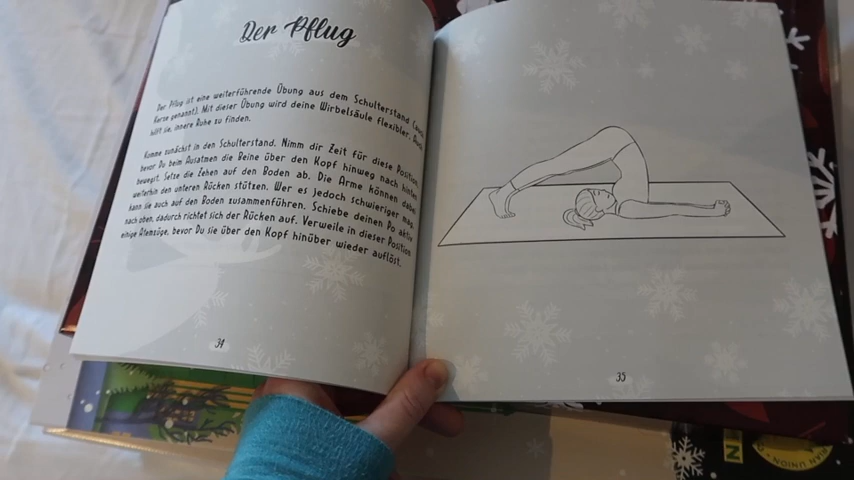 Der Pflug
Der Pflug ist eine weiterführende Übung aus dem Schulterstand (auch
Kerze genannt). Mit dieser Übung wird deine Wirbelsäule flexibler. Auch
hilft sie, innere Ruhe zu finden.
Komme zunächst in den Schulterstand. Nimm dir Zeit für diese Position,
bevor Du beim Ausatmen die Beine über den Kopf hinweg nach hinten
bewegst. Setze die Zehen auf den Boden ab. Die Arme können dabei
weiterhin den unteren Rücken stützen. Wer es jedoch schwieriger mag,
kann sie auch auf den Boden zusammenführen. Schiebe deinen Po aktiv
nach oben, dadurch richtet sich der Rücken auf. Verweile in dieser Position
einige Atemzüge, bevor Du sie über den Kopf hinüber wieder auflöst.
34
35
RIAN UNION